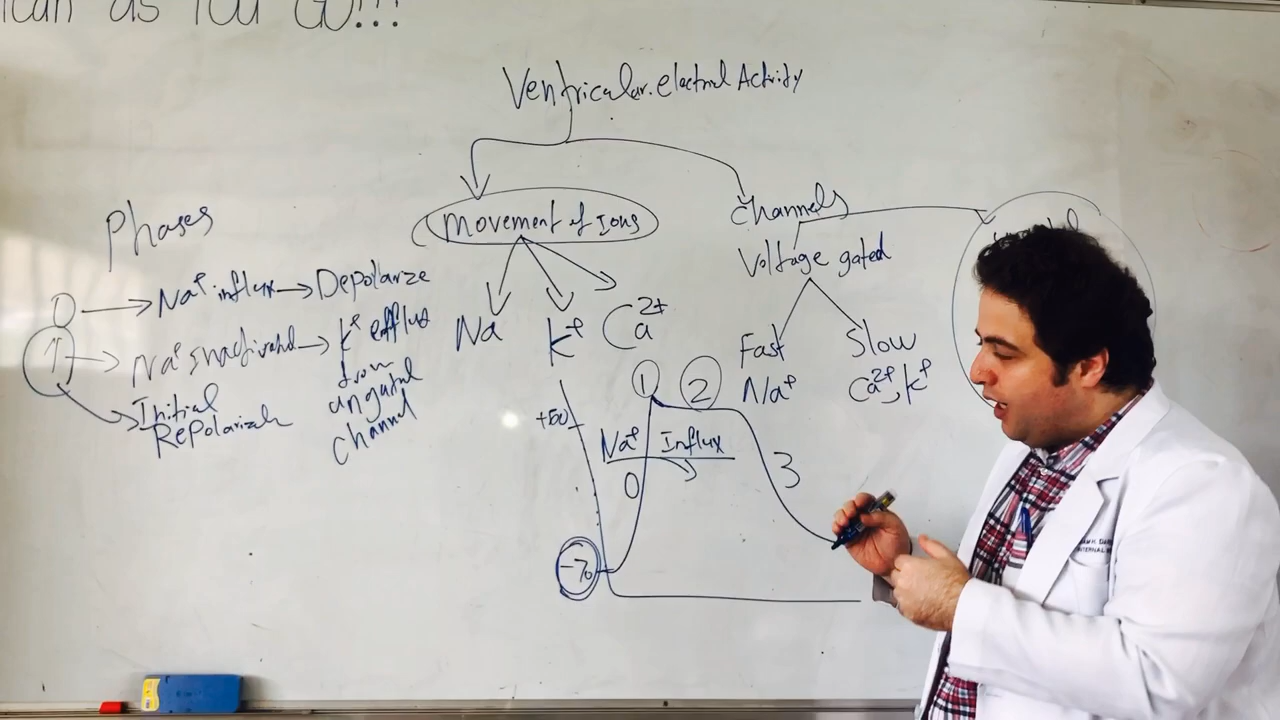 as YOU GO!!!
Ventricular electrical Activity
Phases
0 → Na+ influx → Depolarize
1 → Na+ Inactivated → K+ efflux
from
ungated
channel
Initial
Repolarizah
Movement of Ions
Na K+ Ca2+
Channels
Voltage gated
Fast Slow
Na+ Ca2+, K+
+50
1 2
Na+ Influx
0
3
-70